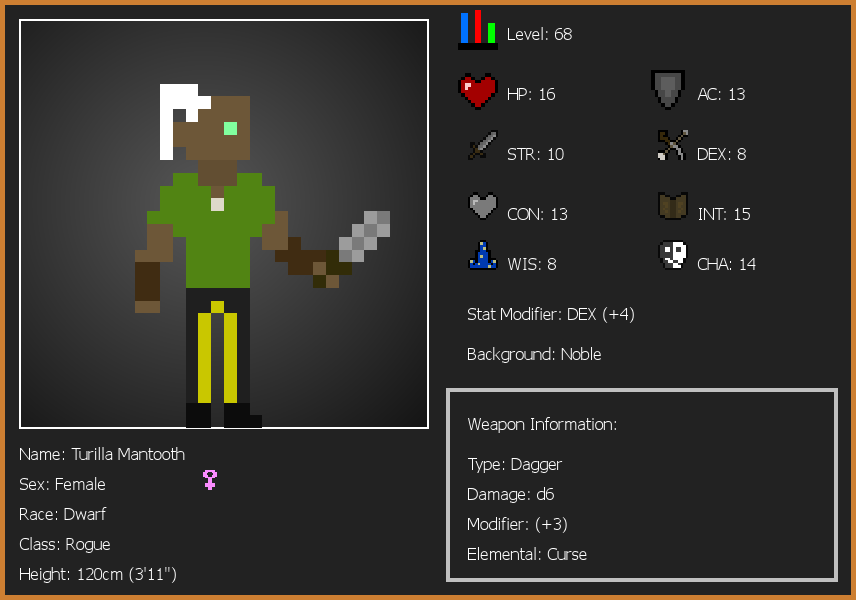 Level: 68
HP: 16
AC: 13
STR: 10
DEX: 8
CON: 13
INT: 15
WIS: 8
CHA: 14
Stat Modifier: DEX (+4)
Background: Noble
Weapon Information:
Type: Dagger
Damage: d6
Modifier: (+3)
Elemental: Curse
Name: Turilla Mantooth
Sex: Female
Race: Dwarf
Class: Rogue
Height: 120cm (3'11")